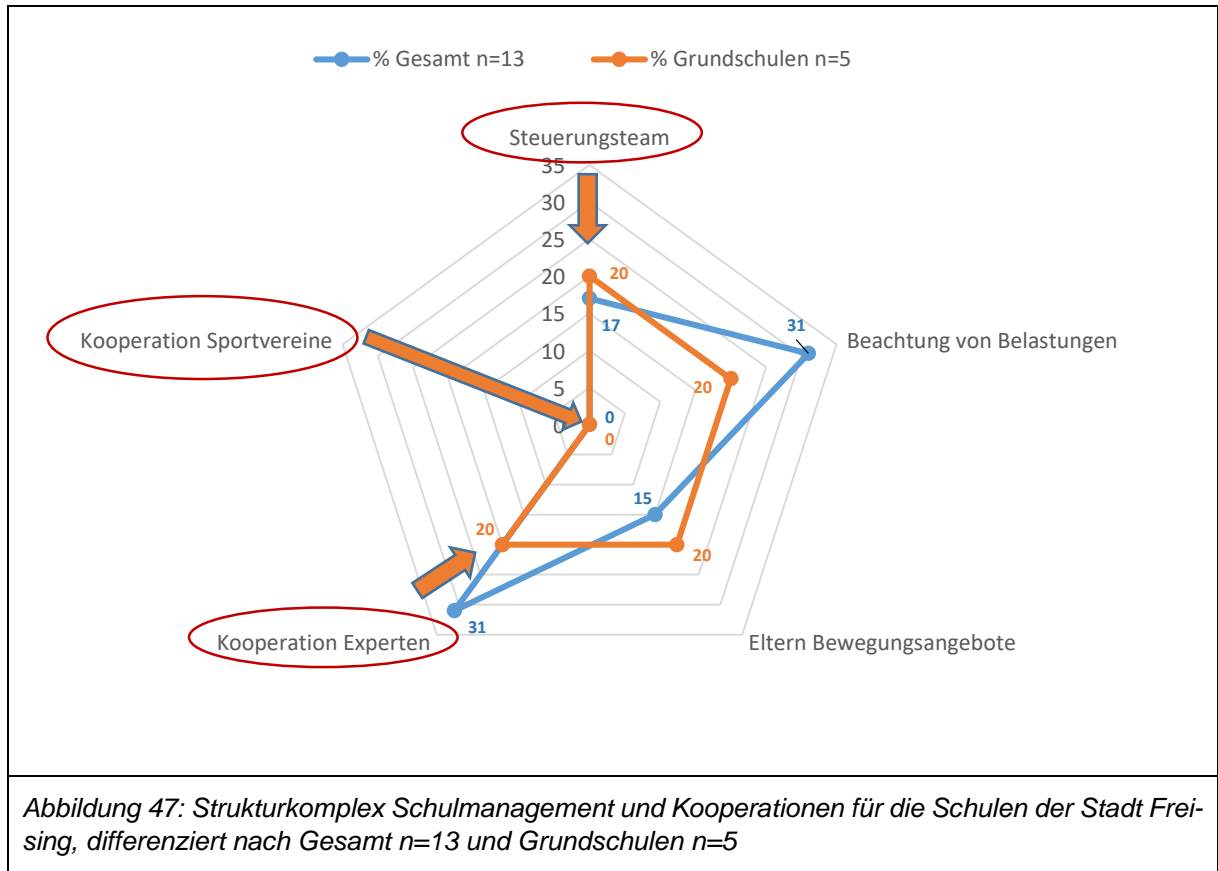 % Gesamt n=13
% Grundschulen n=5
Steuerungsteam
35
30
25
20
15
10
5
0
20
17
31
Kooperation Sportvereine
Beachtung von Belastungen
20
0
0
15
20
20
31
Kooperation Experten
Eltern Bewegungsangebote
Abbildung 47: Strukturkomplex Schulmanagement und Kooperationen für die Schulen der Stadt Frei-
sing, differenziert nach Gesamt n=13 und Grundschulen n=5